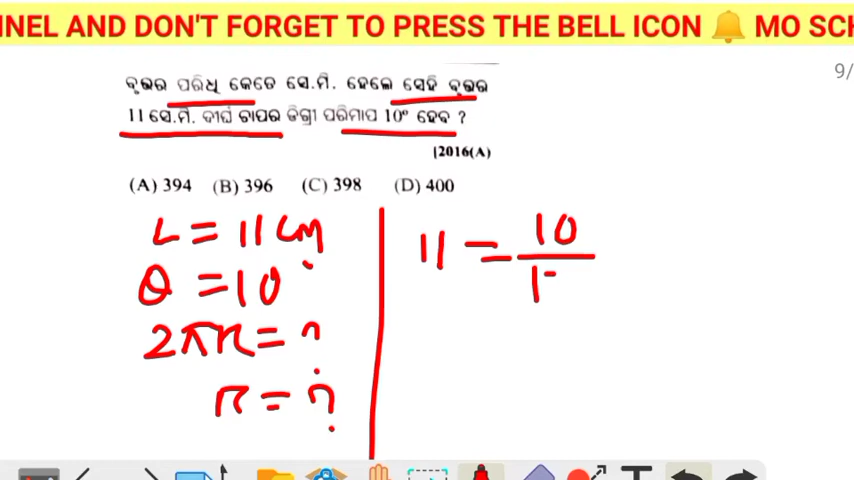 NNEL AND DON'T FORGET TO PRESS THE BELL ICON 🔔 MO SCH
9/
ବୃତ୍ତର ପରିଧି କେତେ ସେ.ମି. ହେଲେ ସେହି ବୃତ୍ତର
11 ସେ.ମି. ଦୀର୍ଘ ଚାପର ଡିଗ୍ରୀ ପରିମାପ 10° ହେବ ?
[2016(A)
(A) 394 (B) 396 (C) 398 (D) 400
L = 11 cm
θ = 10°
2πr = ?
r = ?
11 = 10